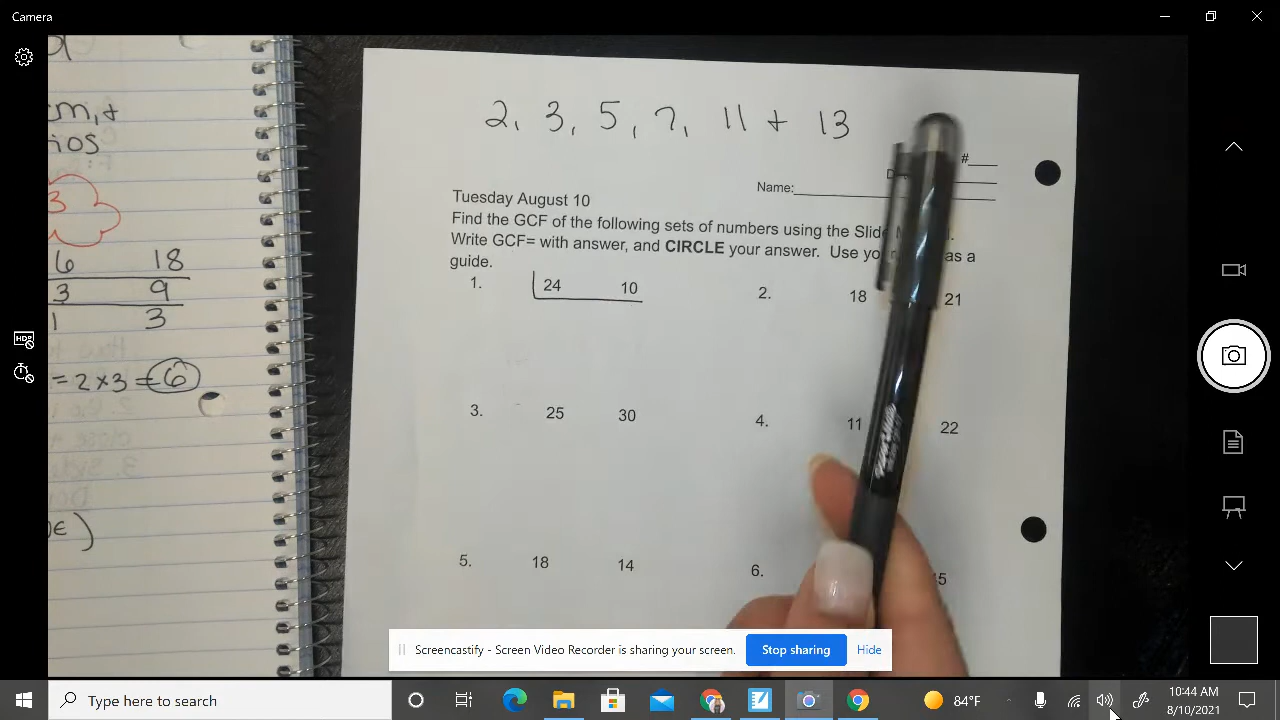 Camera
cm, +
ios
3
6 18
3 9
1 3
= 2 x 3 = 6
2, 3, 5, 7, 11 + 13
#___
Name:
Tuesday August 10
Find the GCF of the following sets of numbers using the Slide
Write GCF= with answer, and CIRCLE your answer. Use as a
guide.
1. 24 10 2. 18 21
3. 25 30 4. 11 22
5. 18 14 6.
Screencastify - Screen Video Recorder is sharing your screen. Stop sharing Hide
Type here to search
84°F
10:44 AM
8/10/2021